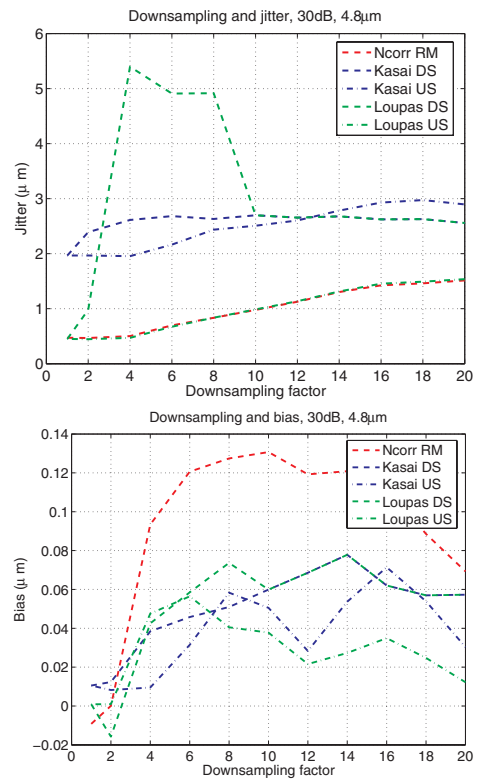 Downsampling and jitter, 30dB, 4.8μm
6
5
4
3
2
1
0
Jitter (μ m)
Ncorr RM
Kasai DS
Kasai US
Loupas DS
Loupas US
0 2 4 6 8 10 12 14 16 18 20
Downsampling factor
Downsampling and bias, 30dB, 4.8μm
0.14
0.12
0.1
0.08
0.06
0.04
0.02
0
−0.02
Bias (μ m)
Ncorr RM
Kasai DS
Kasai US
Loupas DS
Loupas US
0 2 4 6 8 10 12 14 16 18 20
Downsampling factor